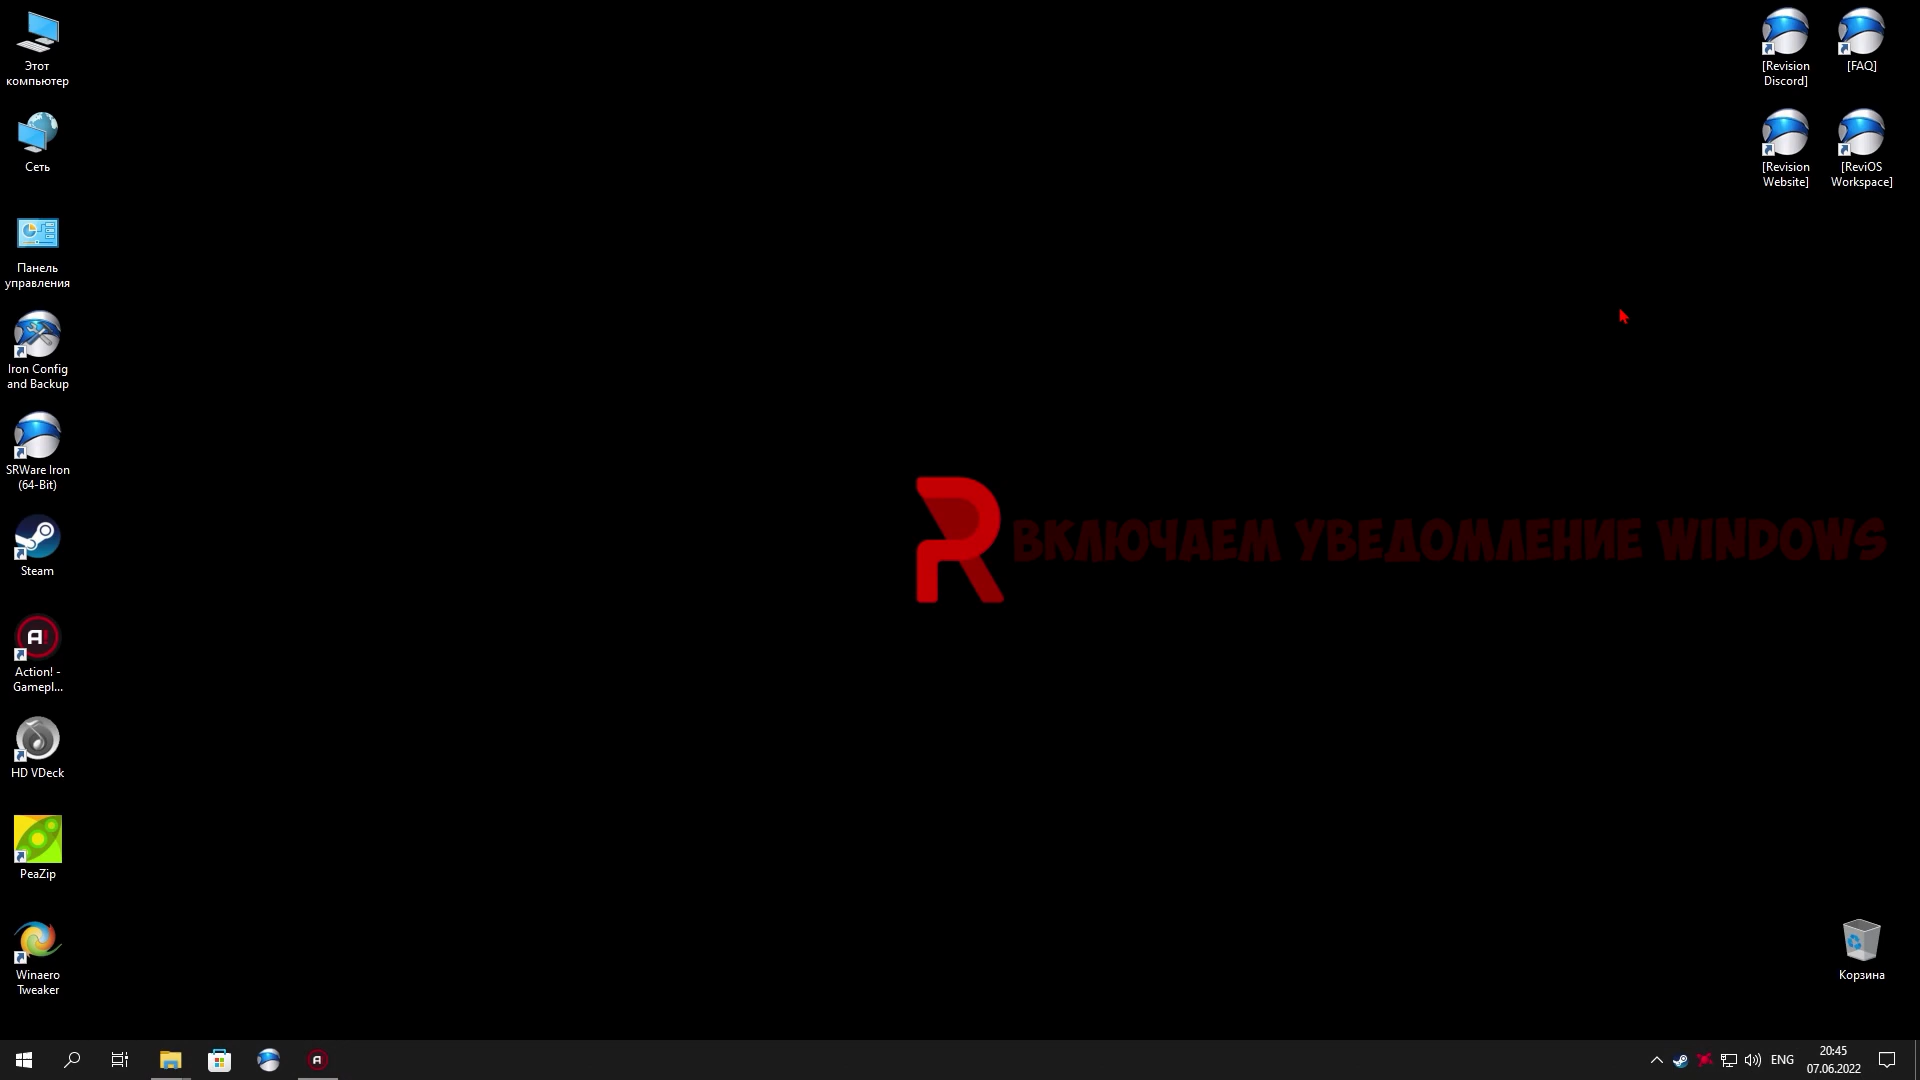 Этот
компьютер
Сеть
Панель
управления
Iron Config
and Backup
SRWare Iron
(64-Bit)
Steam
Action! -
Gamepl...
HD VDeck
PeaZip
Winaero
Tweaker
ВКЛЮЧАЕМ УВЕДОМЛЕНИЕ WINDOWS
[Revision
Discord]
[FAQ]
[Revision
Website]
[ReviOS
Workspace]
Корзина
ENG
20:45
07.06.2022